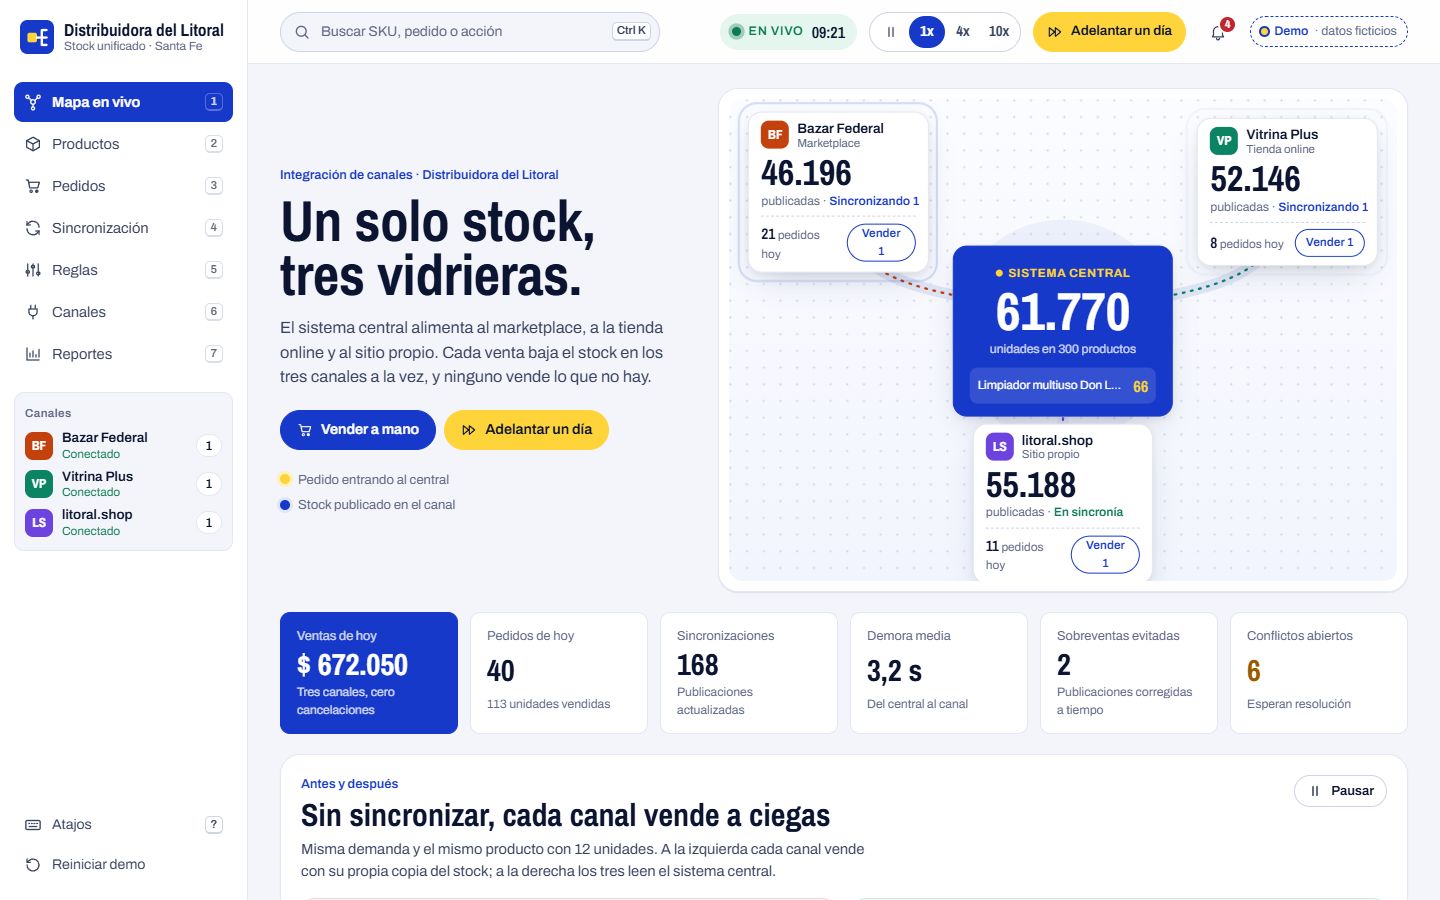 Distribuidora del Litoral
Stock unificado · Santa Fe
Mapa en vivo 1
Productos 2
Pedidos 3
Sincronización 4
Reglas 5
Canales 6
Reportes 7
Canales
BF Bazar Federal 1
Conectado
VP Vitrina Plus 1
Conectado
LS litoral.shop 1
Conectado
Atajos ?
Reiniciar demo
Buscar SKU, pedido o acción Ctrl K
EN VIVO 09:21
1x 4x 10x
Adelantar un día
4
Demo · datos ficticios
Integración de canales · Distribuidora del Litoral
Un solo stock,
tres vidrieras.
El sistema central alimenta al marketplace, a la tienda
online y al sitio propio. Cada venta baja el stock en los
tres canales a la vez, y ninguno vende lo que no hay.
Vender a mano
Adelantar un día
Pedido entrando al central
Stock publicado en el canal
BF Bazar Federal
Marketplace
46.196
publicadas · Sincronizando 1
21 pedidos
hoy
Vender
1
VP Vitrina Plus
Tienda online
52.146
publicadas · Sincronizando 1
8 pedidos hoy
Vender 1
SISTEMA CENTRAL
61.770
unidades en 300 productos
Limpiador multiuso Don L... 66
LS litoral.shop
Sitio propio
55.188
publicadas · En sincronía
11 pedidos
hoy
Vender
1
Ventas de hoy
$ 672.050
Tres canales, cero
cancelaciones
Pedidos de hoy
40
113 unidades vendidas
Sincronizaciones
168
Publicaciones
actualizadas
Demora media
3,2 s
Del central al canal
Sobreventas evitadas
2
Publicaciones corregidas
a tiempo
Conflictos abiertos
6
Esperan resolución
Antes y después
Sin sincronizar, cada canal vende a ciegas
Misma demanda y el mismo producto con 12 unidades. A la izquierda cada canal vende
con su propia copia del stock; a la derecha los tres leen el sistema central.
Pausar